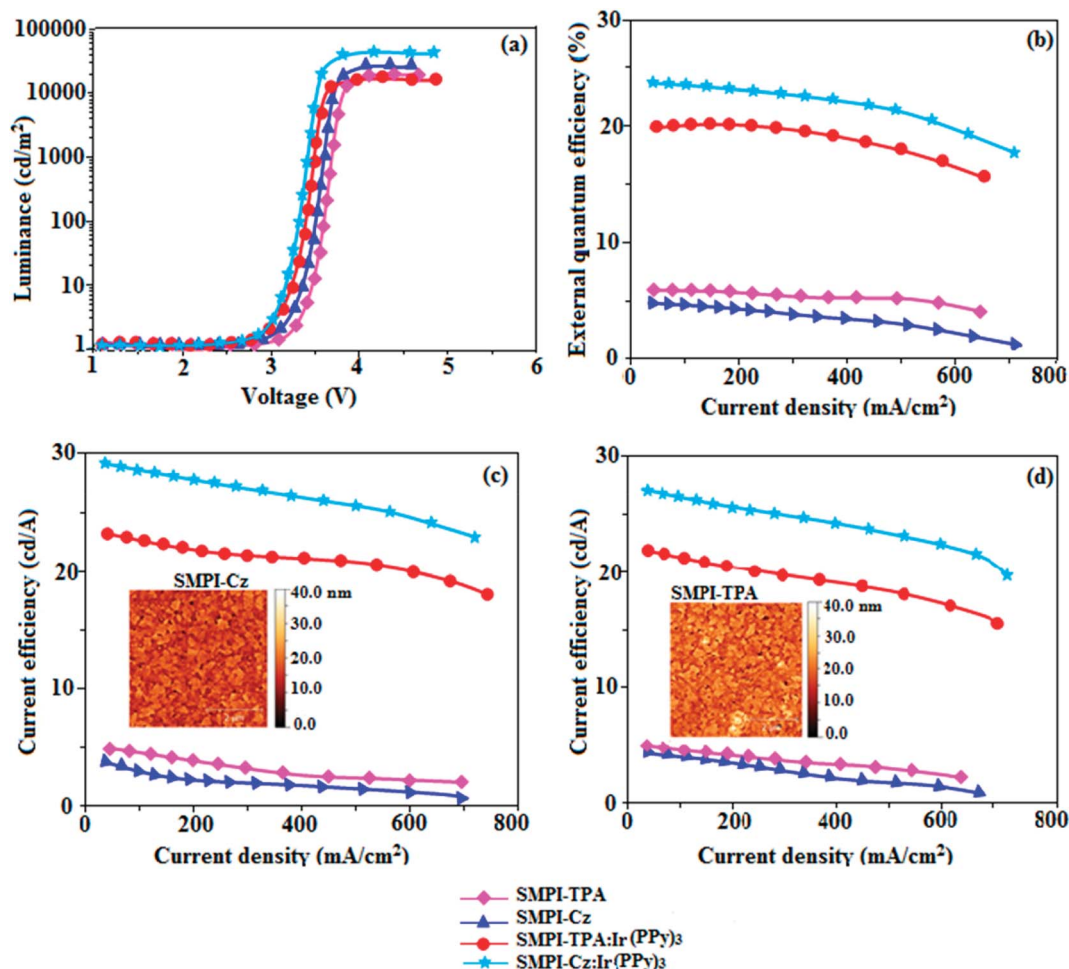 (a)
Luminance (cd/m²)
100000
10000
1000
100
10
1
1 2 3 4 5 6
Voltage (V)
(b)
External quantum efficiency (%)
30
20
10
0
0 200 400 600 800
Current density (mA/cm²)
(c)
Current efficiency (cd/A)
30
20
10
0
SMPI-Cz
40.0 nm
30.0
20.0
10.0
0.0
0 200 400 600 800
Current density (mA/cm²)
(d)
Current efficiency (cd/A)
30
20
10
0
SMPI-TPA
40.0 nm
30.0
20.0
10.0
0.0
0 200 400 600 800
Current density (mA/cm²)
SMPI-TPA
SMPI-Cz
SMPI-TPA:Ir(PPy)₃
SMPI-Cz:Ir(PPy)₃